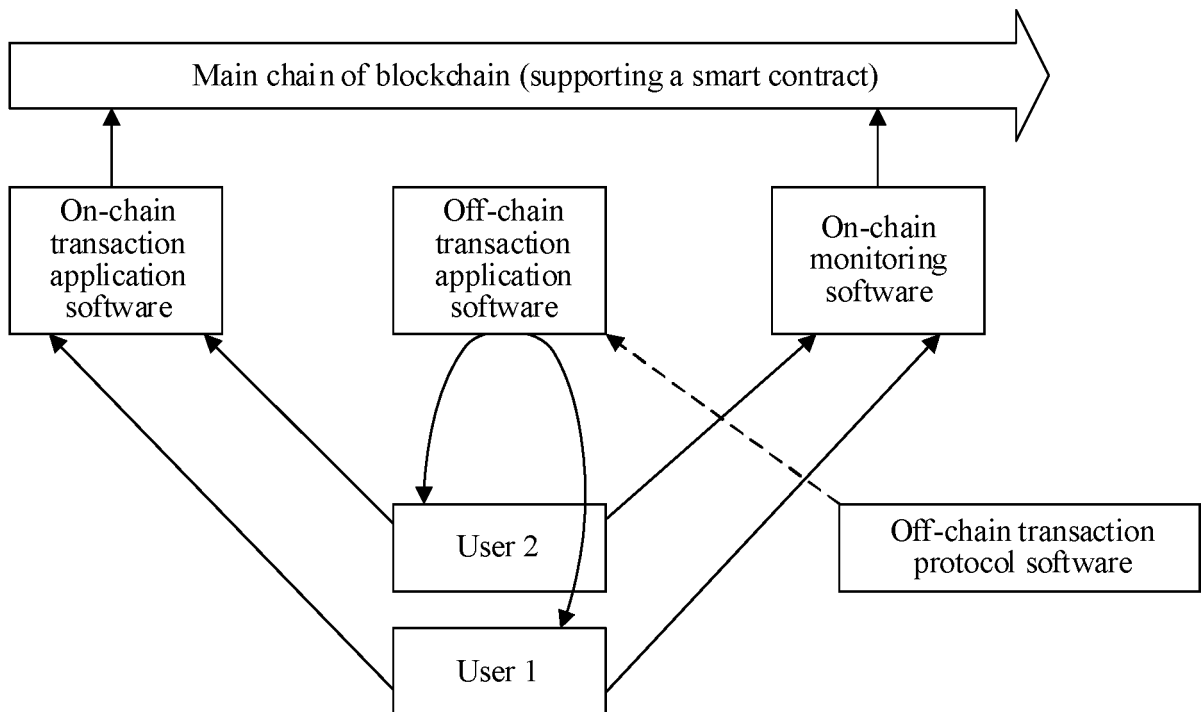 Main chain of blockchain (supporting a smart contract)
On-chain
transaction
application
software
Off-chain
transaction
application
software
On-chain
monitoring
software
User 2
Off-chain transaction
protocol software
User 1